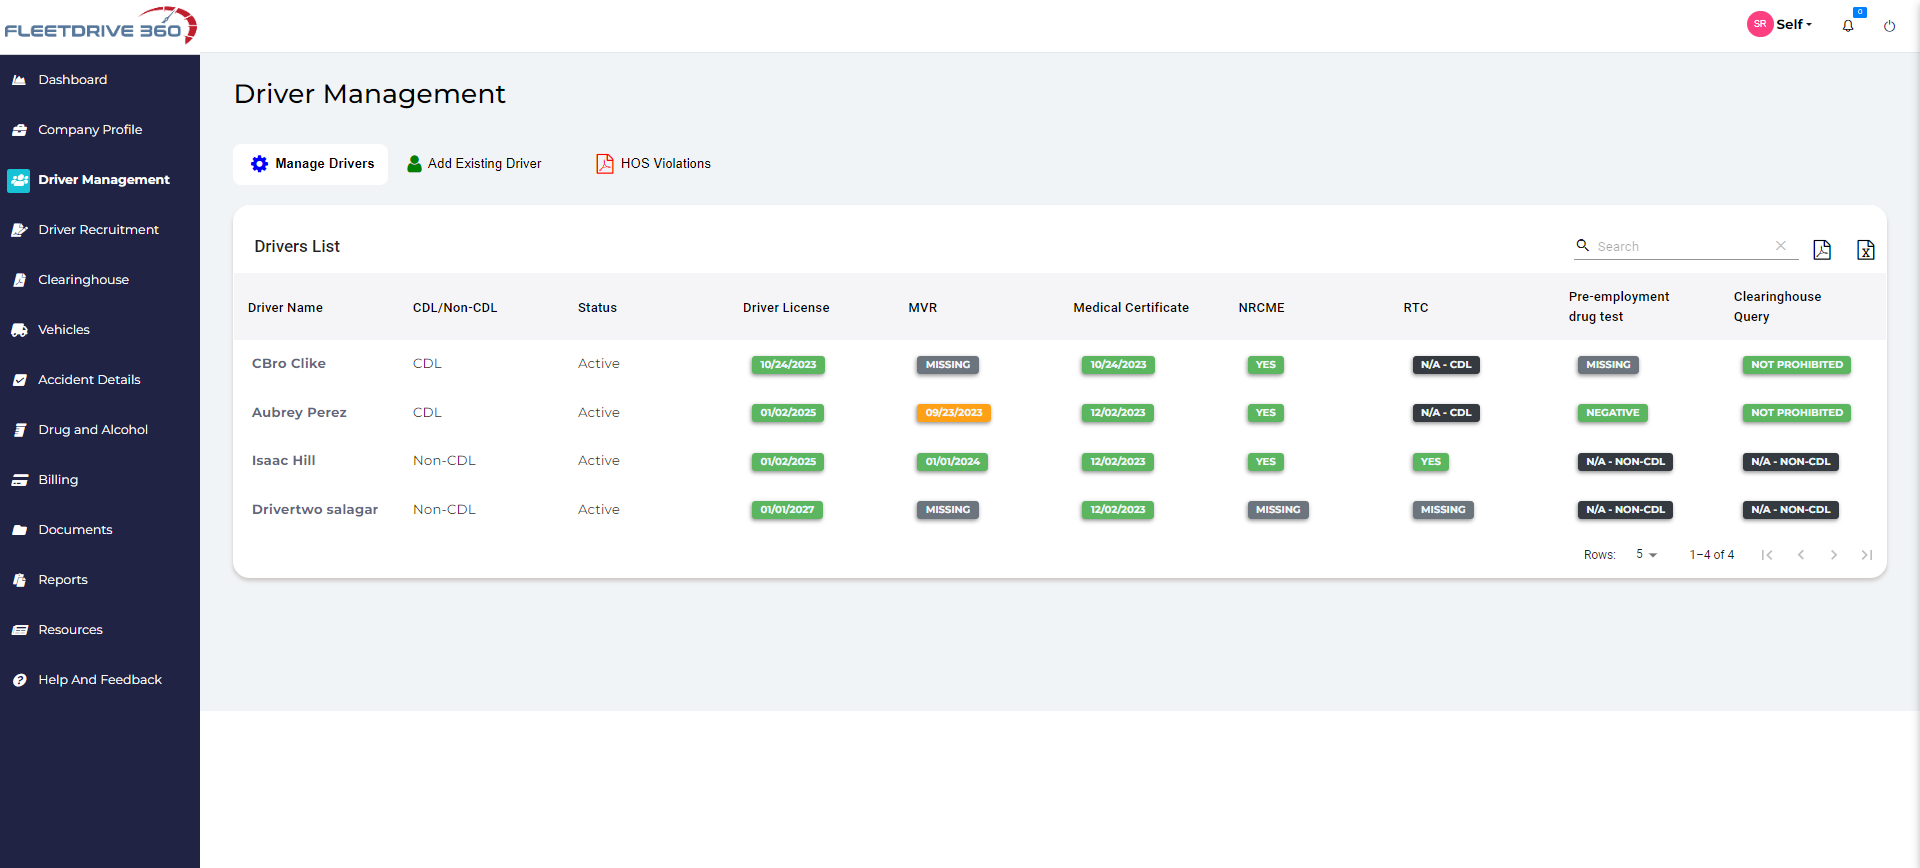 FLEETDRIVE 360
SR Self
0
Dashboard
Company Profile
Driver Management
Driver Recruitment
Clearinghouse
Vehicles
Accident Details
Drug and Alcohol
Billing
Documents
Reports
Resources
Help And Feedback
Driver Management
Manage Drivers Add Existing Driver HOS Violations
Drivers List Search
Driver Name CDL/Non-CDL Status Driver License MVR Medical Certificate NRCME RTC Pre-employment drug test Clearinghouse Query
CBro Clike CDL Active 10/24/2023 MISSING 10/24/2023 YES N/A - CDL MISSING NOT PROHIBITED
Aubrey Perez CDL Active 01/02/2025 09/23/2023 12/02/2023 YES N/A - CDL NEGATIVE NOT PROHIBITED
Isaac Hill Non-CDL Active 01/02/2025 01/01/2024 12/02/2023 YES YES N/A - NON-CDL N/A - NON-CDL
Drivertwo salagar Non-CDL Active 01/01/2027 MISSING 12/02/2023 MISSING MISSING N/A - NON-CDL N/A - NON-CDL
Rows: 5 1–4 of 4